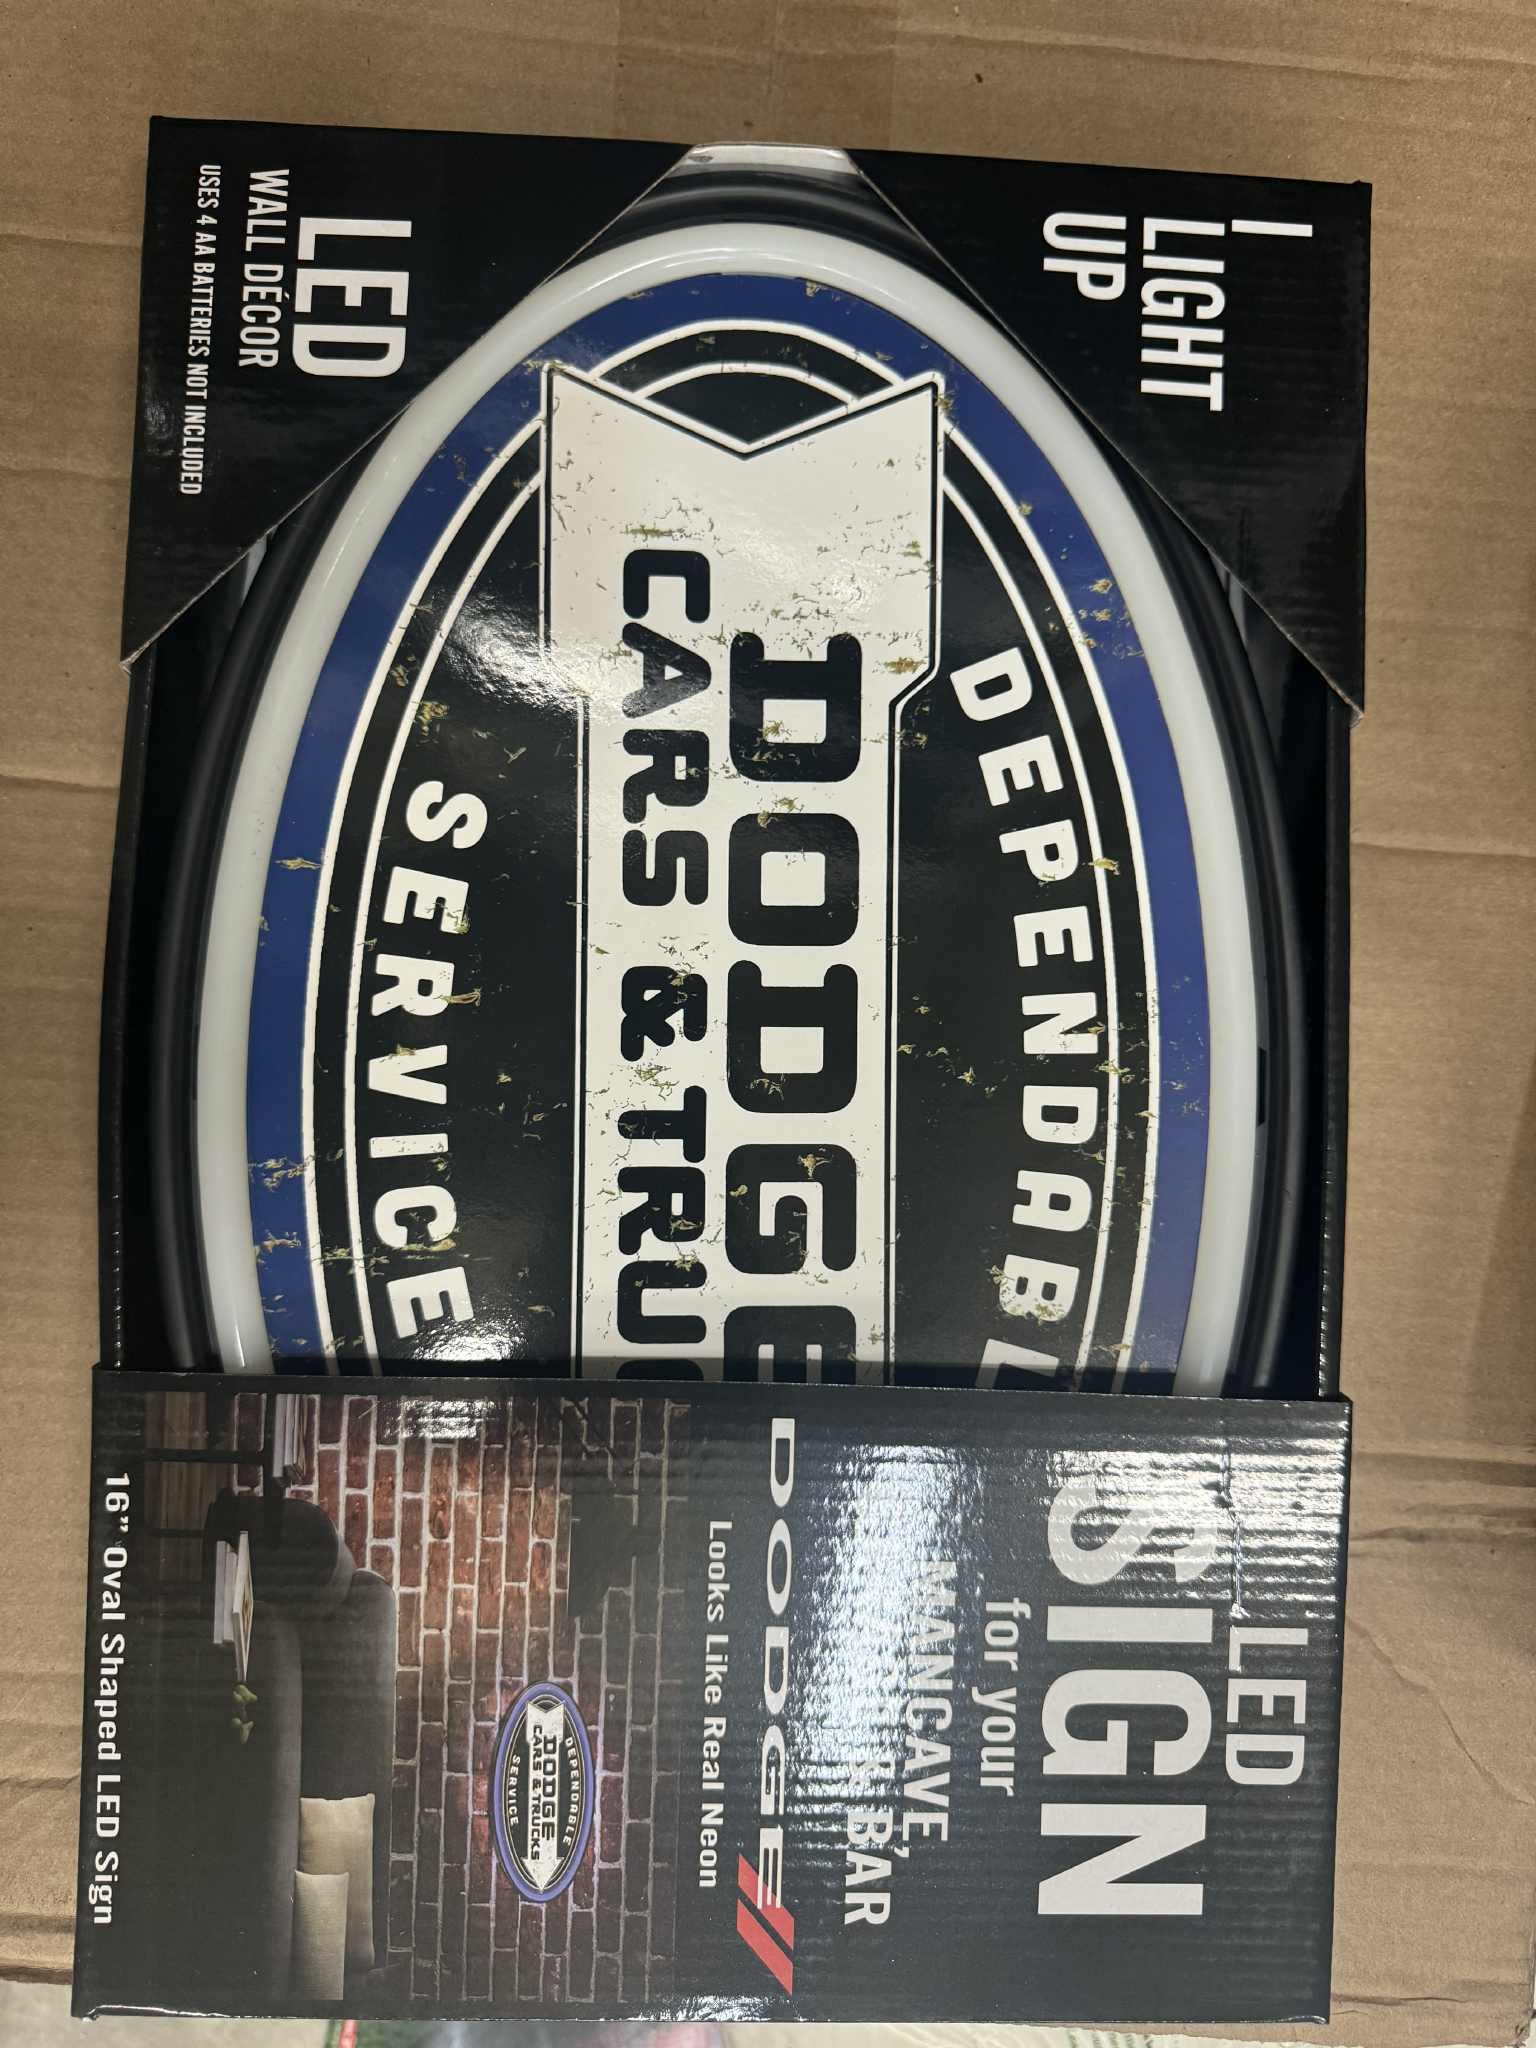 I
LIGHT
UP
LED
WALL DÉCOR
USES 4 AA BATTERIES NOT INCLUDED
DEPENDABL
DODGE
CARS & TRU
SERVICE
LED
SIGN
for your
MANCAVE,
& BAR
DODGE
Looks Like Real Neon
DEPENDABLE
DODGE
CARS & TRUCKS
SERVICE
16” Oval Shaped LED Sign